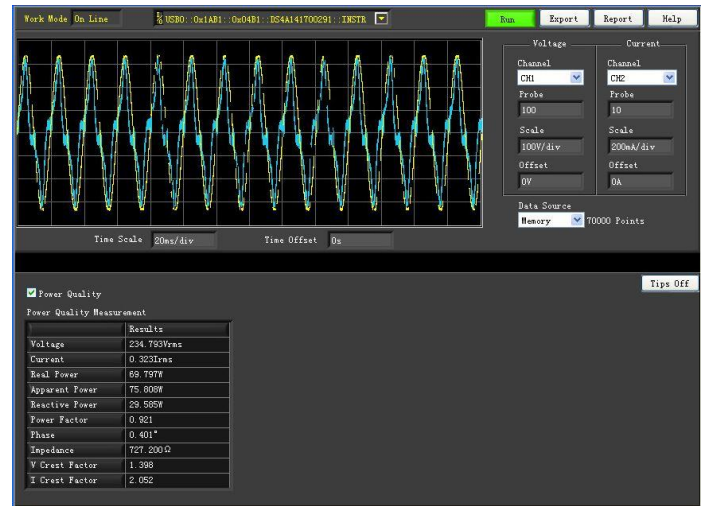 Work Mode On Line USB0::0x1AB1::0x04B1::DS4A141700291::INSTR Run Export Report Help
Voltage Current
Channel Channel
CH1 CH2
Probe Probe
100 10
Scale Scale
100V/div 200mA/div
Offset Offset
0V 0A
Data Source
Memory 70000 Points
Time Scale 20ms/div Time Offset 0s
Tips Off
Power Quality
Power Quality Measurement
Results
Voltage 234.793Vrms
Current 0.323Irms
Real Power 69.797W
Apparent Power 75.808W
Reactive Power 29.585W
Power Factor 0.921
Phase 0.401°
Impedance 727.200Ω
V Crest Factor 1.398
I Crest Factor 2.052